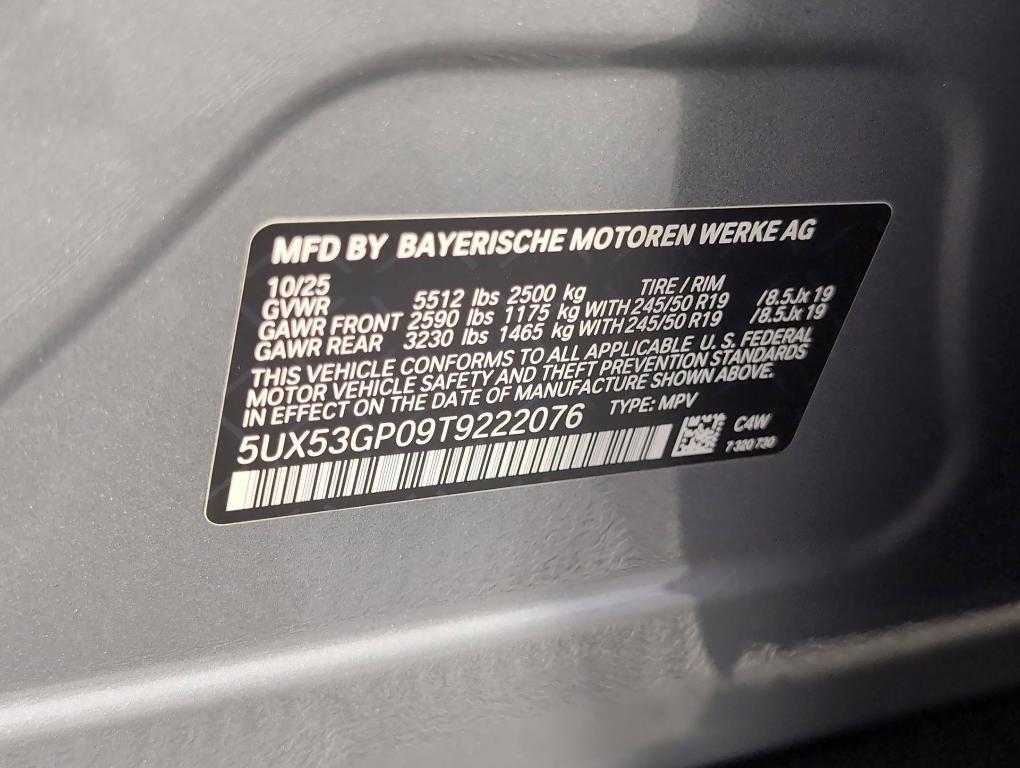 MFD BY BAYERISCHE MOTOREN WERKE AG
10/25 TIRE / RIM
GVWR 5512 lbs 2500 kg
GAWR FRONT 2590 lbs 1175 kg WITH 245/50 R19 /8.5Jx 19
GAWR REAR 3230 lbs 1465 kg WITH 245/50 R19 /8.5Jx 19
THIS VEHICLE CONFORMS TO ALL APPLICABLE U.S. FEDERAL
MOTOR VEHICLE SAFETY AND THEFT PREVENTION STANDARDS
IN EFFECT ON THE DATE OF MANUFACTURE SHOWN ABOVE.
5UX53GP09T9222076 TYPE: MPV
C4W
7 320 730